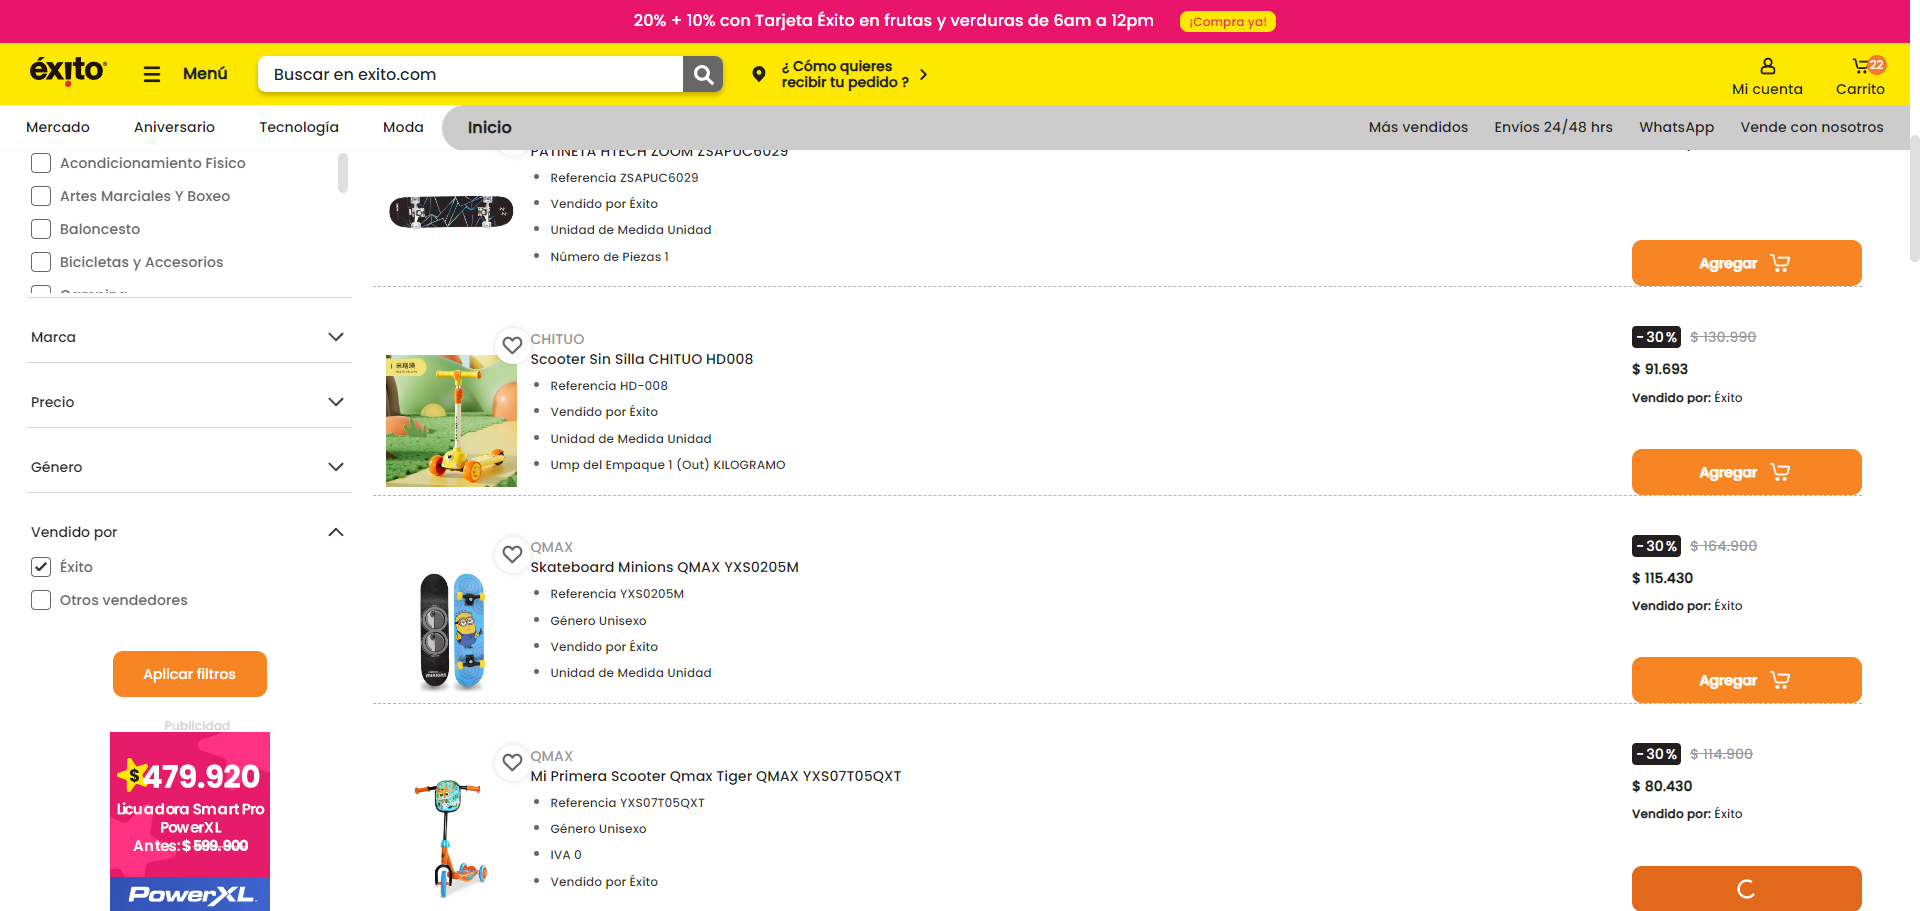 20% + 10% con Tarjeta Éxito en frutas y verduras de 6am a 12pm
¡Compra ya!
éxito
Menú
Buscar en exito.com
¿ Cómo quieres
recibir tu pedido ?
Mi cuenta
22
Carrito
Mercado
Aniversario
Tecnología
Moda
Inicio
Más vendidos
Envíos 24/48 hrs
WhatsApp
Vende con nosotros
Acondicionamiento Fisico
Artes Marciales Y Boxeo
Baloncesto
Bicicletas y Accesorios
Camping
Marca
Precio
Género
Vendido por
Éxito
Otros vendedores
Aplicar filtros
Publicidad
$479.920
Licuadora Smart Pro
PowerXL
Antes: $ 599.900
PowerXL
PATINETA HTECH ZOOM ZSAPUC6029
Referencia ZSAPUC6029
Vendido por Éxito
Unidad de Medida Unidad
Número de Piezas 1
Agregar
CHITUO
Scooter Sin Silla CHITUO HD008
Referencia HD-008
Vendido por Éxito
Unidad de Medida Unidad
Ump del Empaque 1 (Out) KILOGRAMO
-30% $ 130.990
$ 91.693
Vendido por: Éxito
Agregar
QMAX
Skateboard Minions QMAX YXS0205M
Referencia YXS0205M
Género Unisexo
Vendido por Éxito
Unidad de Medida Unidad
-30% $ 164.900
$ 115.430
Vendido por: Éxito
Agregar
QMAX
Mi Primera Scooter Qmax Tiger QMAX YXS07T05QXT
Referencia YXS07T05QXT
Género Unisexo
IVA 0
Vendido por Éxito
-30% $ 114.900
$ 80.430
Vendido por: Éxito